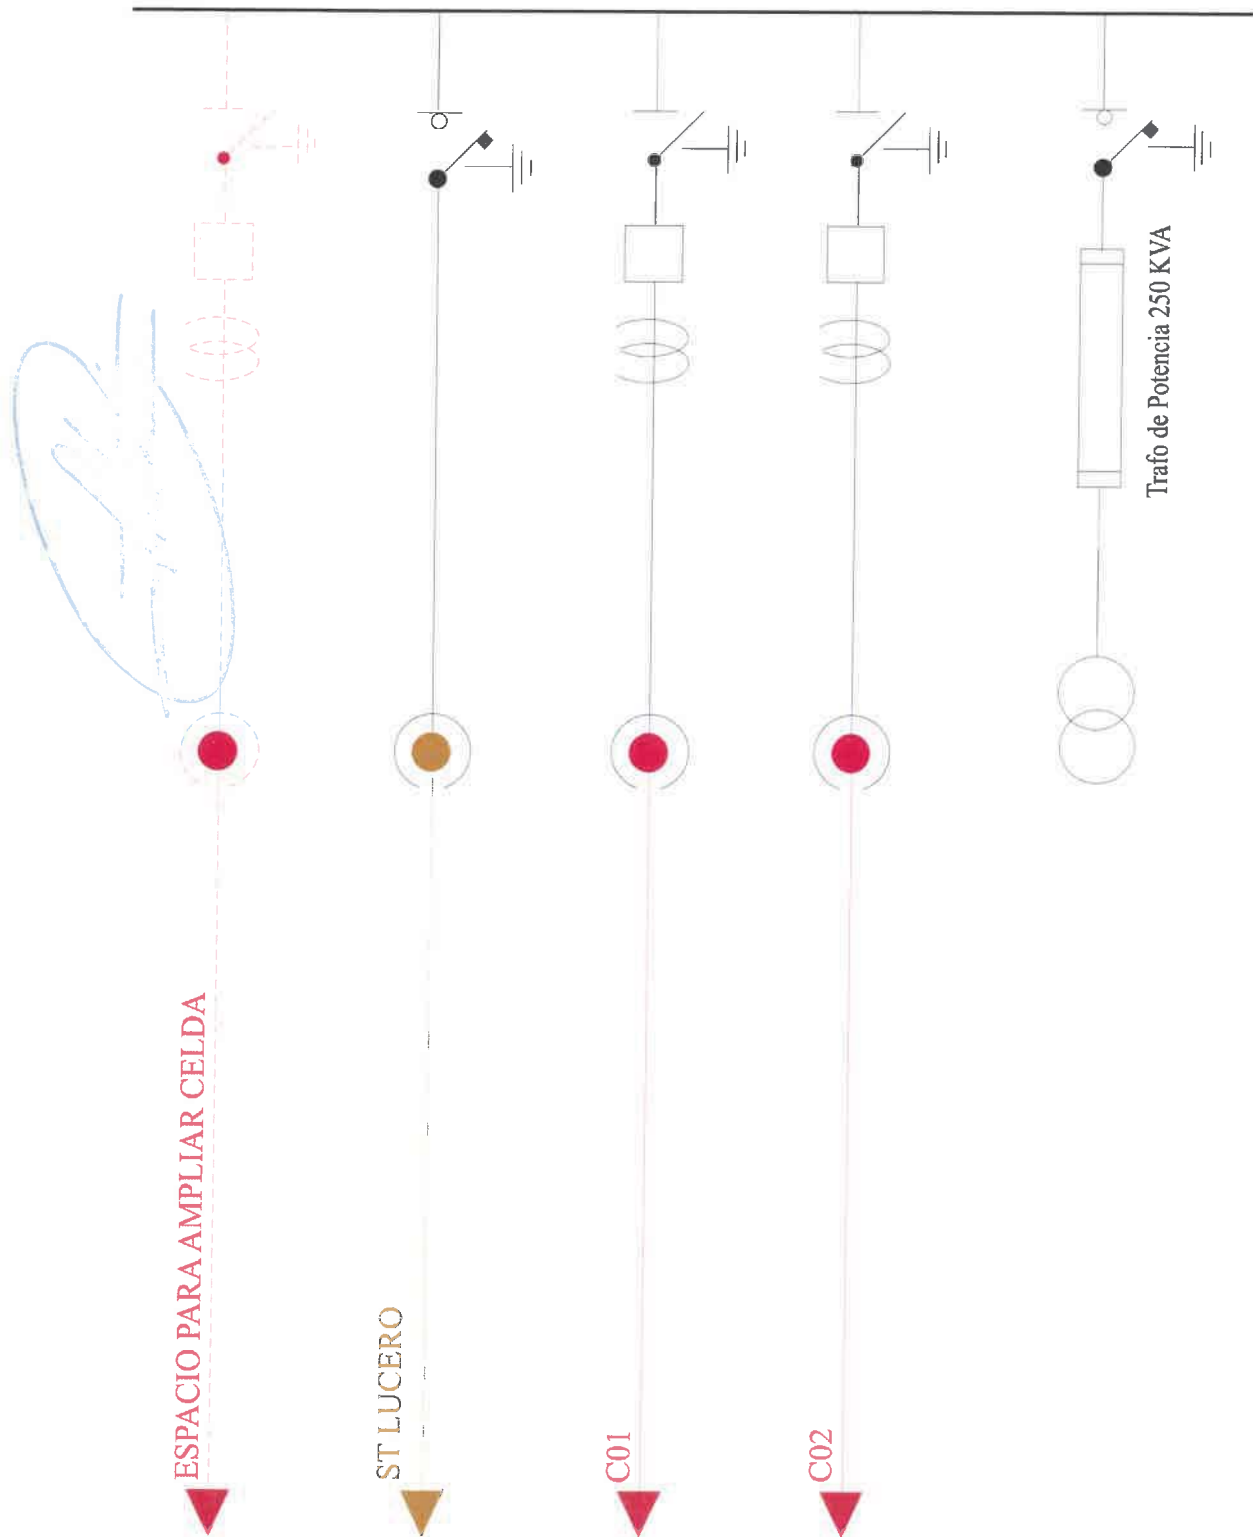 ESPACIO PARA AMPLIAR CELDA
ST LUCERO
C01
C02
Trafo de Potencia 250 KVA